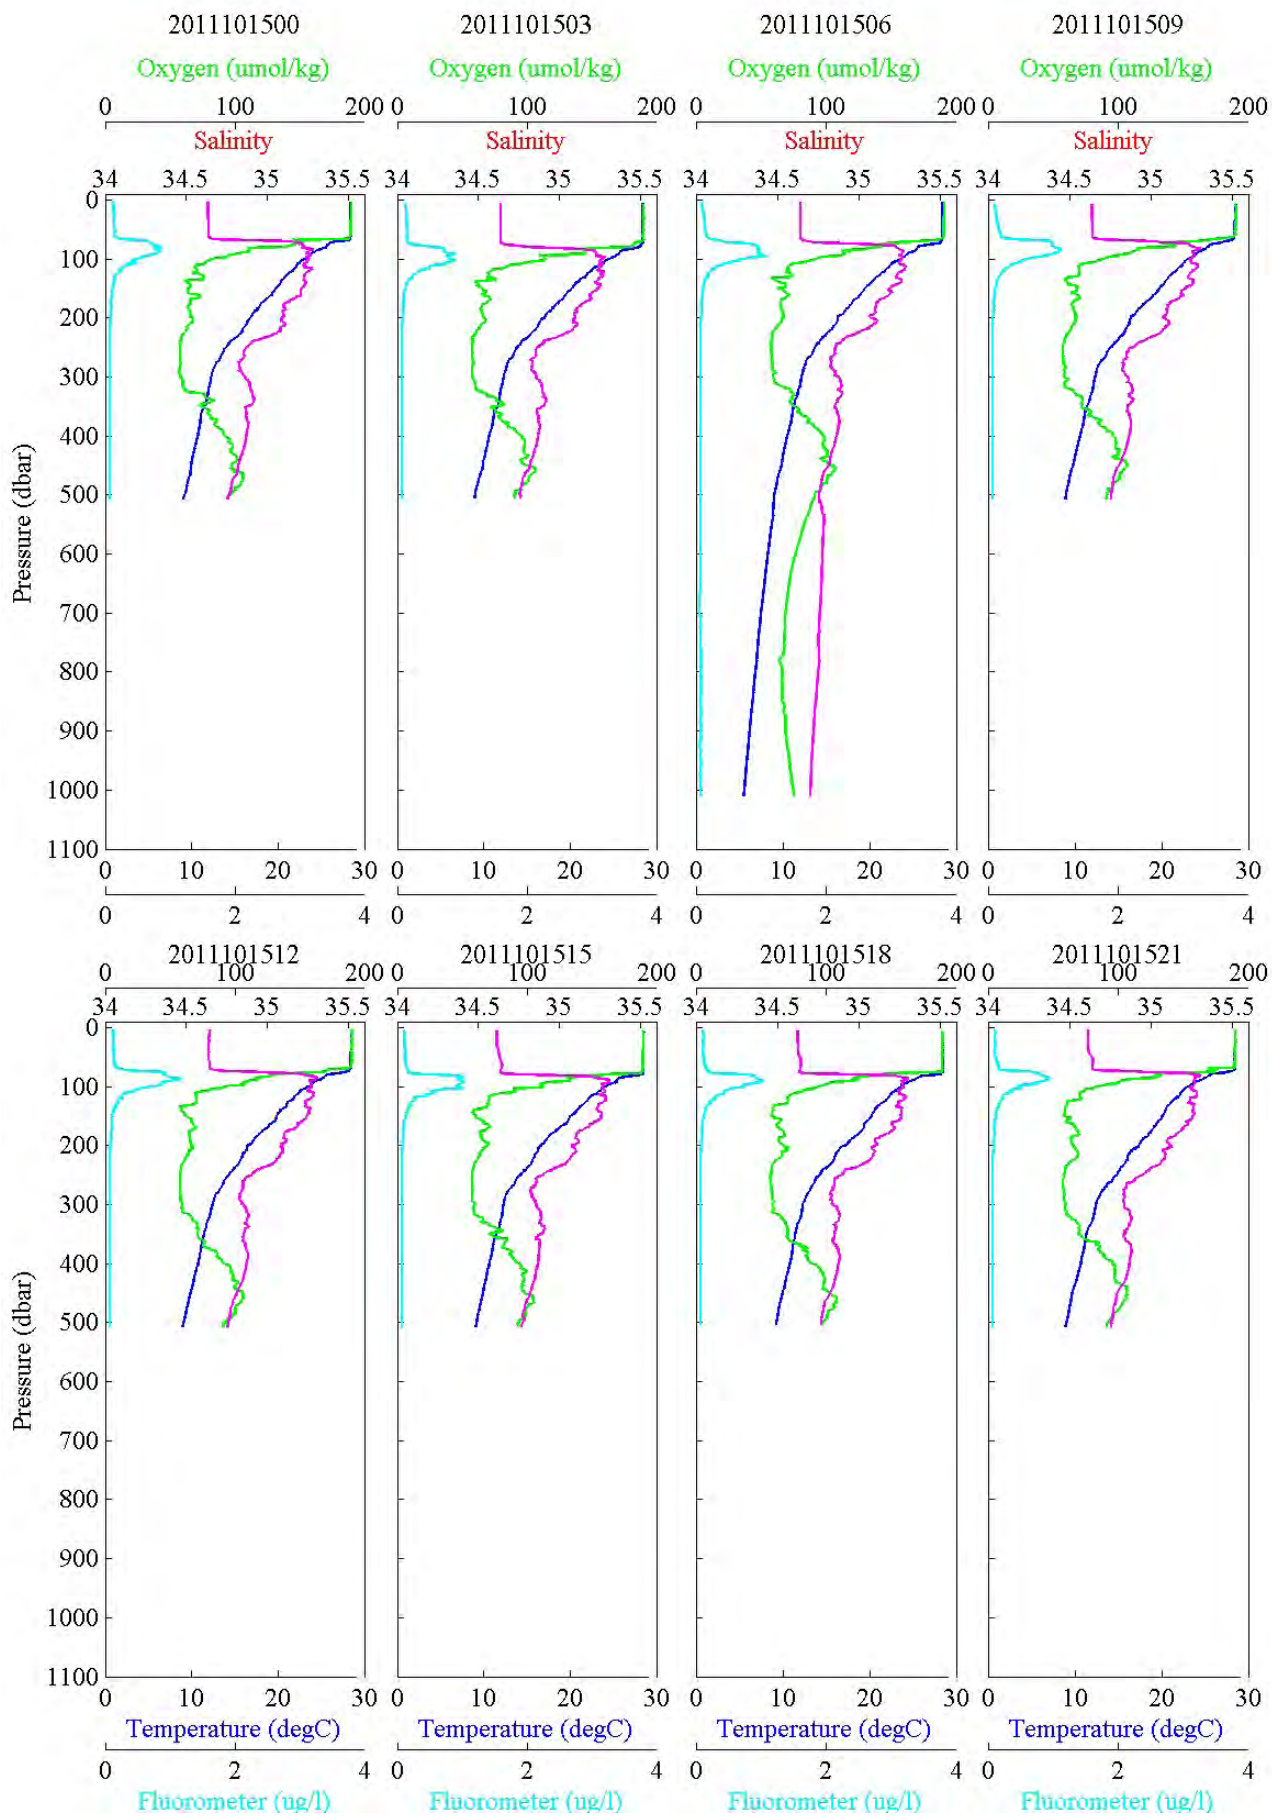 2011101500 2011101503 2011101506 2011101509
Oxygen (umol/kg) Oxygen (umol/kg) Oxygen (umol/kg) Oxygen (umol/kg)
0 100 200 0 100 200 0 100 200 0 100 200
Salinity Salinity Salinity Salinity
34 34.5 35 35.5 34 34.5 35 35.5 34 34.5 35 35.5 34 34.5 35 35.5
0
100
200
300
400
500
600
700
800
900
1000
1100
Pressure (dbar)
0 10 20 30 0 10 20 30 0 10 20 30 0 10 20 30
0 2 4 0 2 4 0 2 4 0 2 4
2011101512 2011101515 2011101518 2011101521
0 100 200 0 100 200 0 100 200 0 100 200
34 34.5 35 35.5 34 34.5 35 35.5 34 34.5 35 35.5 34 34.5 35 35.5
0
100
200
300
400
500
600
700
800
900
1000
1100
Pressure (dbar)
0 10 20 30 0 10 20 30 0 10 20 30 0 10 20 30
Temperature (degC) Temperature (degC) Temperature (degC) Temperature (degC)
0 2 4 0 2 4 0 2 4 0 2 4
Fluorometer (ug/l) Fluorometer (ug/l) Fluorometer (ug/l) Fluorometer (ug/l)